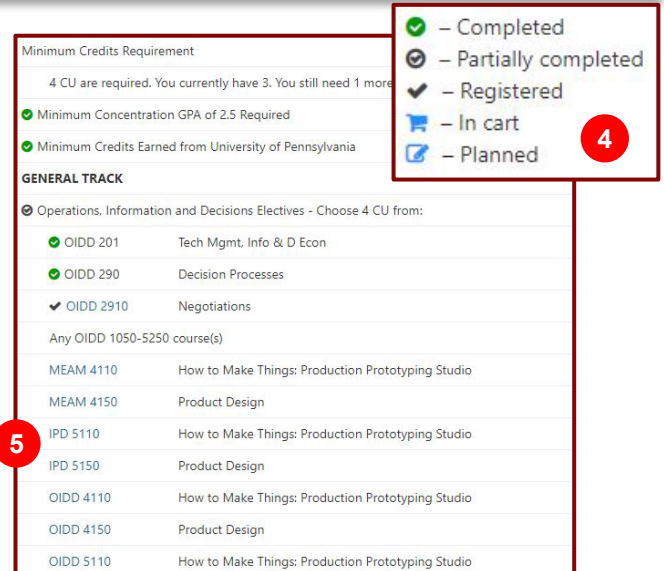 Minimum Credits Requirement
4 CU are required. You currently have 3. You still need 1 more
Minimum Concentration GPA of 2.5 Required
Minimum Credits Earned from University of Pennsylvania
GENERAL TRACK
Operations, Information and Decisions Electives - Choose 4 CU from:
OIDD 201 Tech Mgmt, Info & D Econ
OIDD 290 Decision Processes
OIDD 2910 Negotiations
Any OIDD 1050-5250 course(s)
MEAM 4110 How to Make Things: Production Prototyping Studio
MEAM 4150 Product Design
5
IPD 5110 How to Make Things: Production Prototyping Studio
IPD 5150 Product Design
OIDD 4110 How to Make Things: Production Prototyping Studio
OIDD 4150 Product Design
OIDD 5110 How to Make Things: Production Prototyping Studio
– Completed
– Partially completed
– Registered
– In cart
– Planned
4